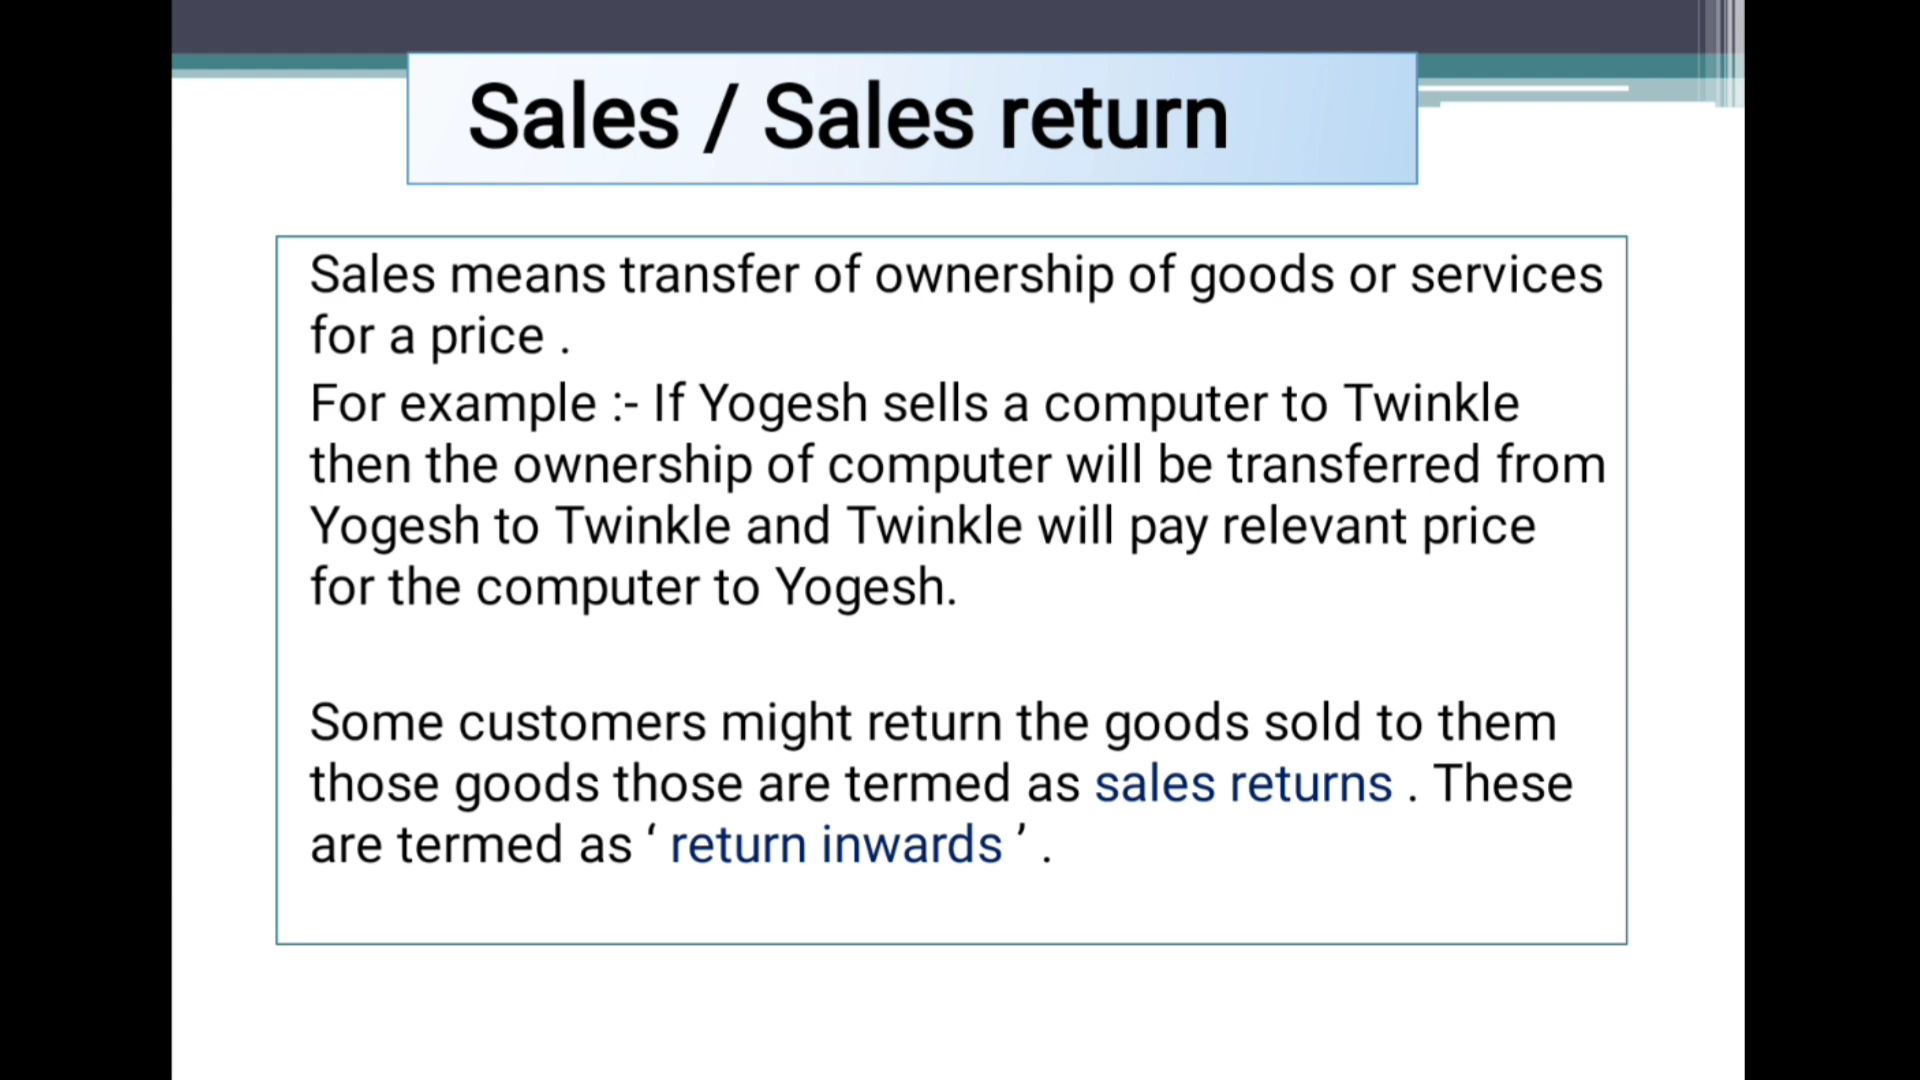 Sales / Sales return
Sales means transfer of ownership of goods or services
for a price .
For example :- If Yogesh sells a computer to Twinkle
then the ownership of computer will be transferred from
Yogesh to Twinkle and Twinkle will pay relevant price
for the computer to Yogesh.
Some customers might return the goods sold to them
those goods those are termed as sales returns . These
are termed as ‘ return inwards ’ .